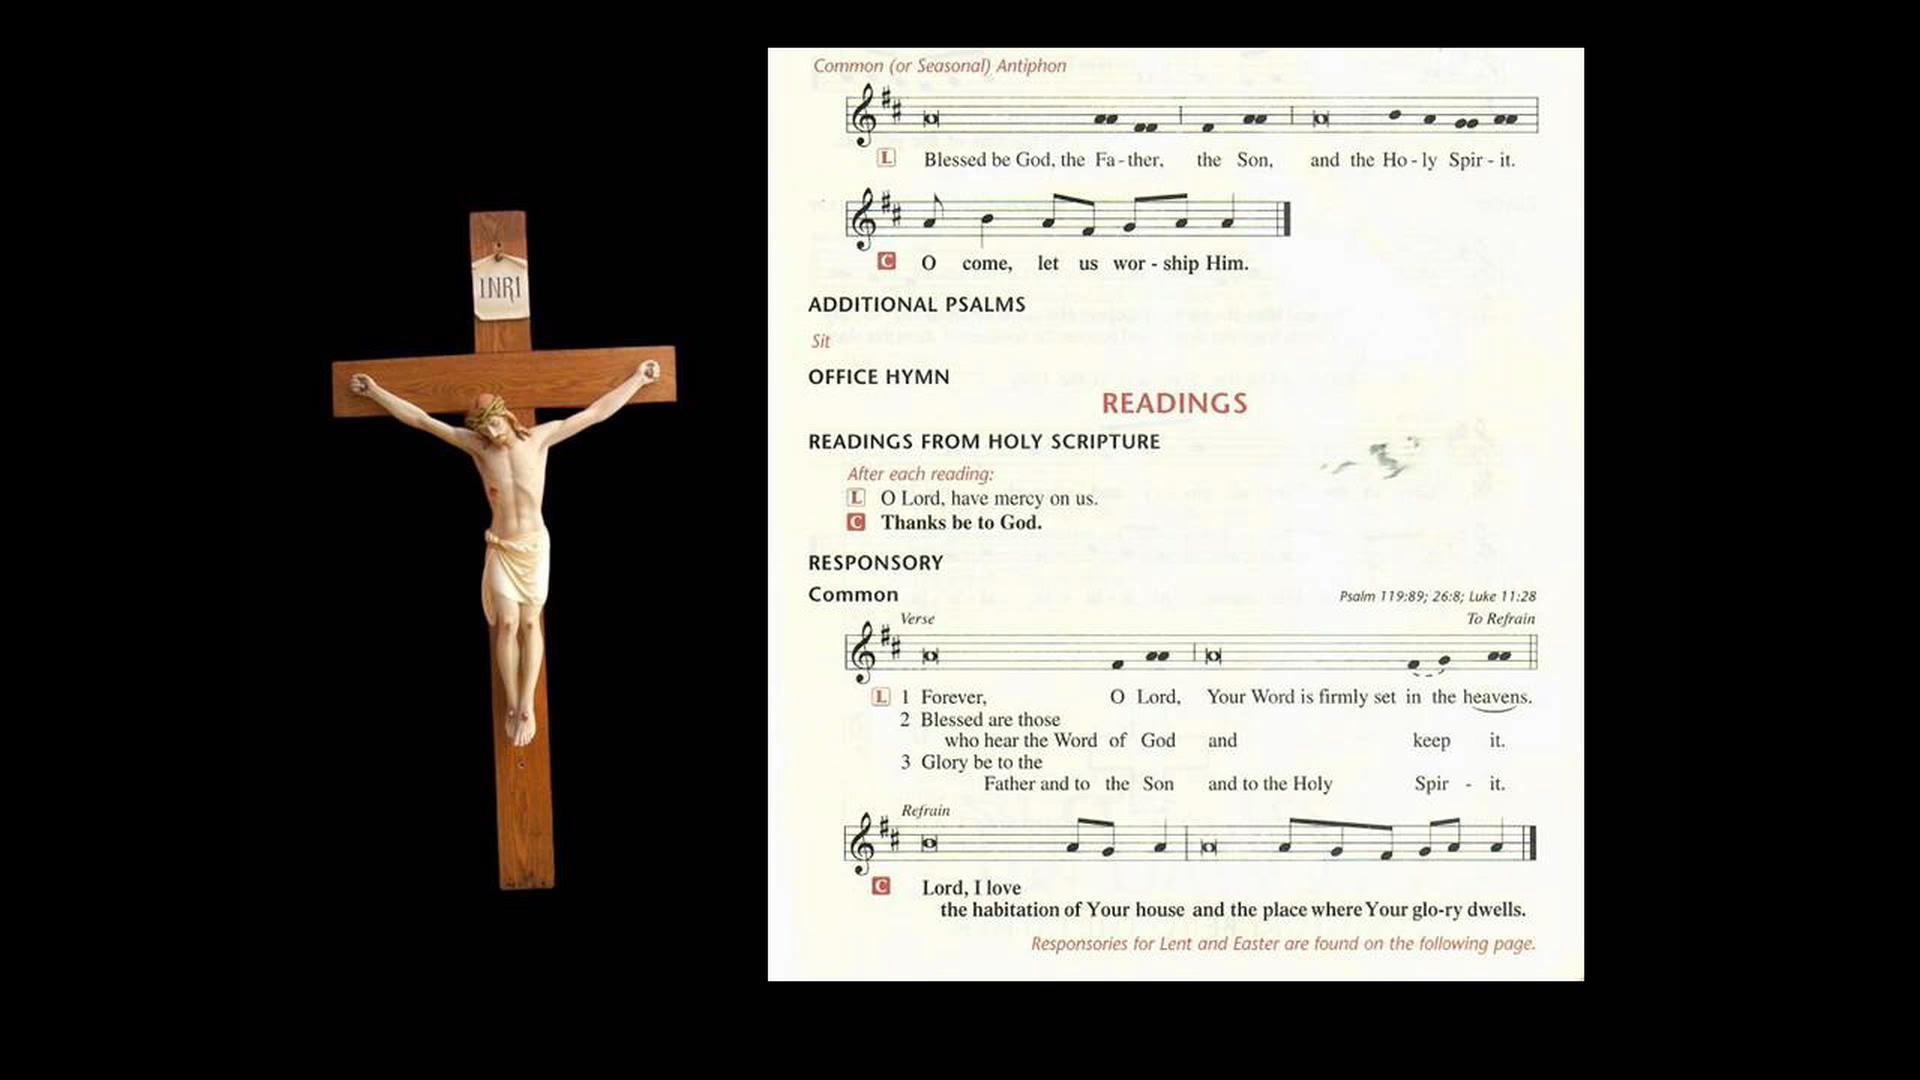 INRI
Common (or Seasonal) Antiphon
L Blessed be God, the Fa - ther, the Son, and the Ho - ly Spir - it.
C O come, let us wor - ship Him.
ADDITIONAL PSALMS
Sit
OFFICE HYMN
READINGS
READINGS FROM HOLY SCRIPTURE
After each reading:
L O Lord, have mercy on us.
C Thanks be to God.
RESPONSORY
Common Psalm 119:89; 26:8; Luke 11:28
Verse To Refrain
L 1 Forever, O Lord, Your Word is firmly set in the heavens.
2 Blessed are those
who hear the Word of God and keep it.
3 Glory be to the
Father and to the Son and to the Holy Spir - it.
Refrain
C Lord, I love
the habitation of Your house and the place where Your glo-ry dwells.
Responsories for Lent and Easter are found on the following page.